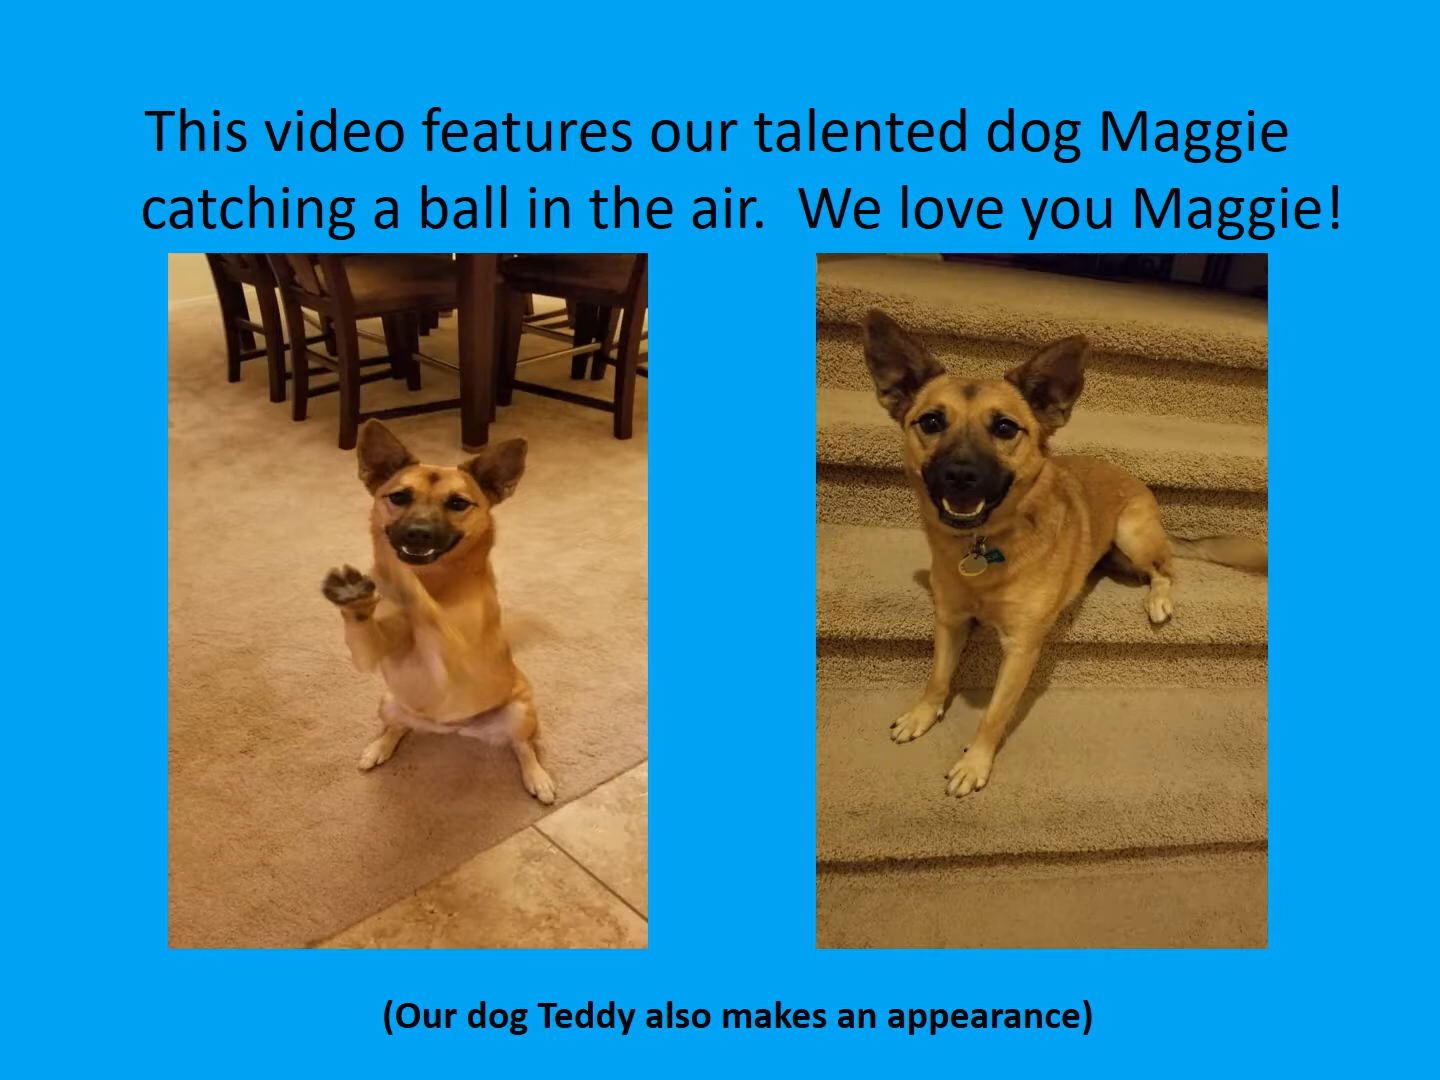 This video features our talented dog Maggie
catching a ball in the air.  We love you Maggie!
(Our dog Teddy also makes an appearance)